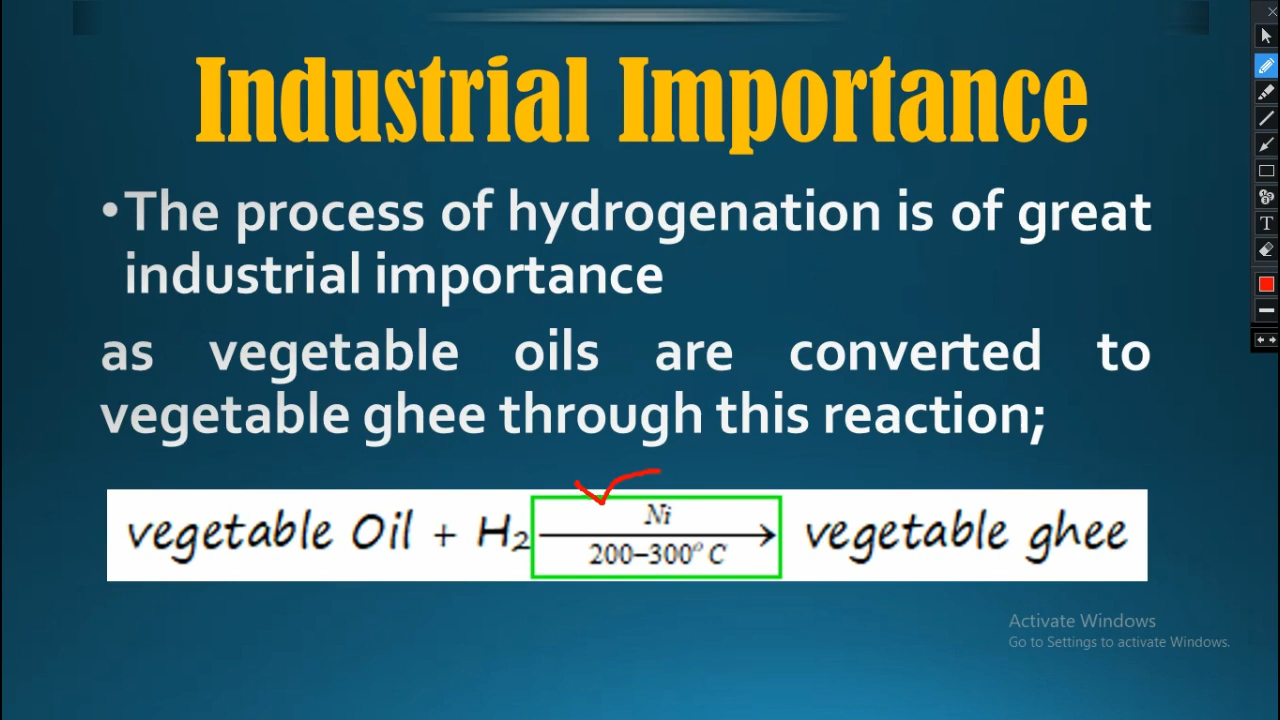 Industrial Importance
•The process of hydrogenation is of great
industrial importance
as vegetable oils are converted to
vegetable ghee through this reaction;
vegetable Oil + H₂ Ni 200–300° C vegetable ghee
Activate Windows
Go to Settings to activate Windows.
T